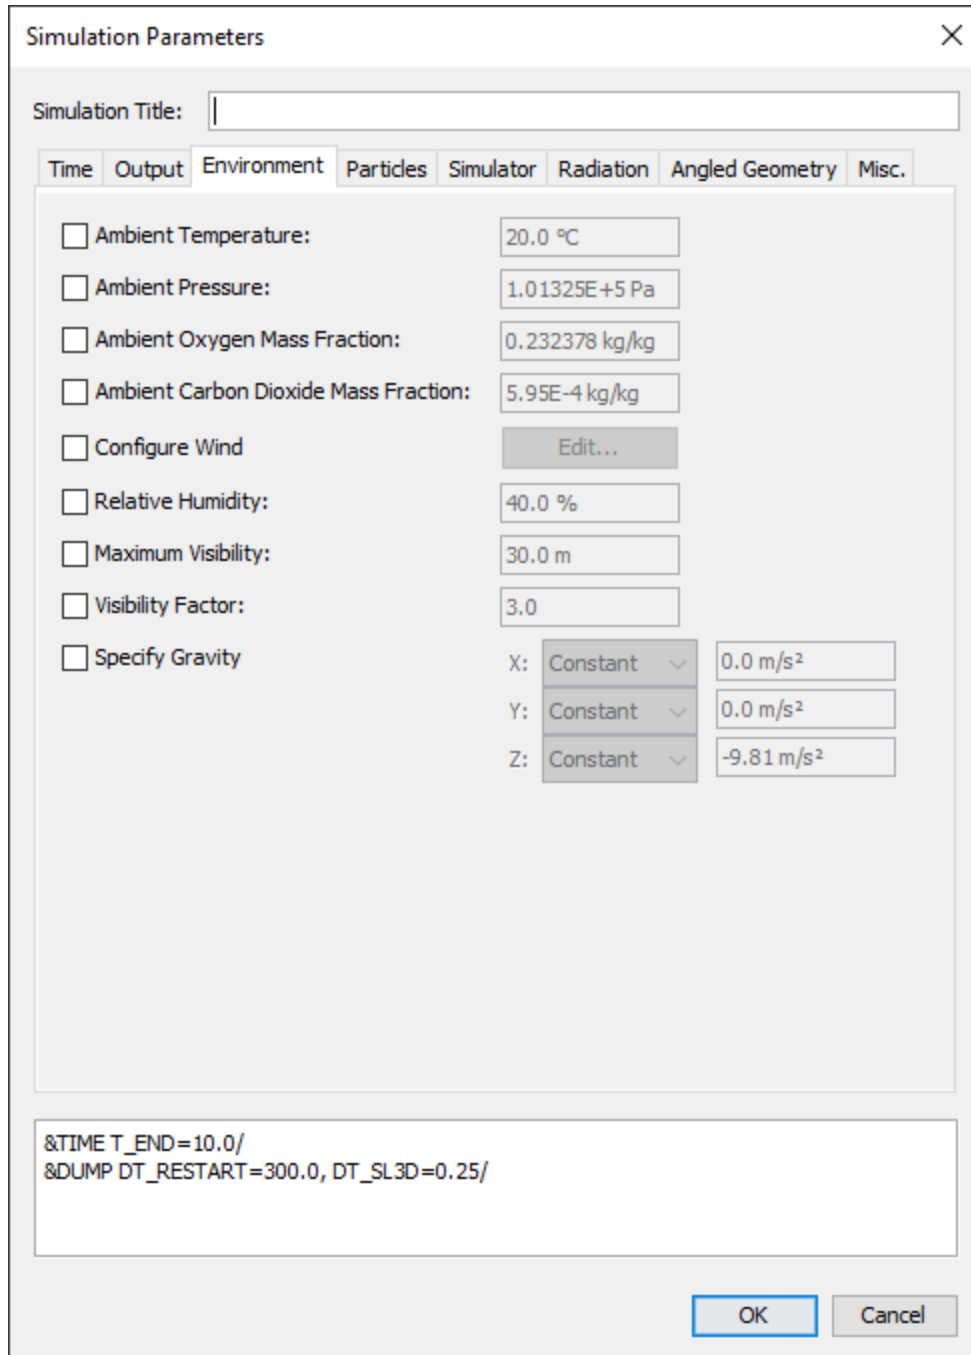 Simulation Parameters
Simulation Title:
Time Output Environment Particles Simulator Radiation Angled Geometry Misc.
Ambient Temperature: 20.0 °C
Ambient Pressure: 1.01325E+5 Pa
Ambient Oxygen Mass Fraction: 0.232378 kg/kg
Ambient Carbon Dioxide Mass Fraction: 5.95E-4 kg/kg
Configure Wind Edit...
Relative Humidity: 40.0 %
Maximum Visibility: 30.0 m
Visibility Factor: 3.0
Specify Gravity X: Constant 0.0 m/s²
Y: Constant 0.0 m/s²
Z: Constant -9.81 m/s²
&TIME T_END=10.0/
&DUMP DT_RESTART=300.0, DT_SL3D=0.25/
OK Cancel